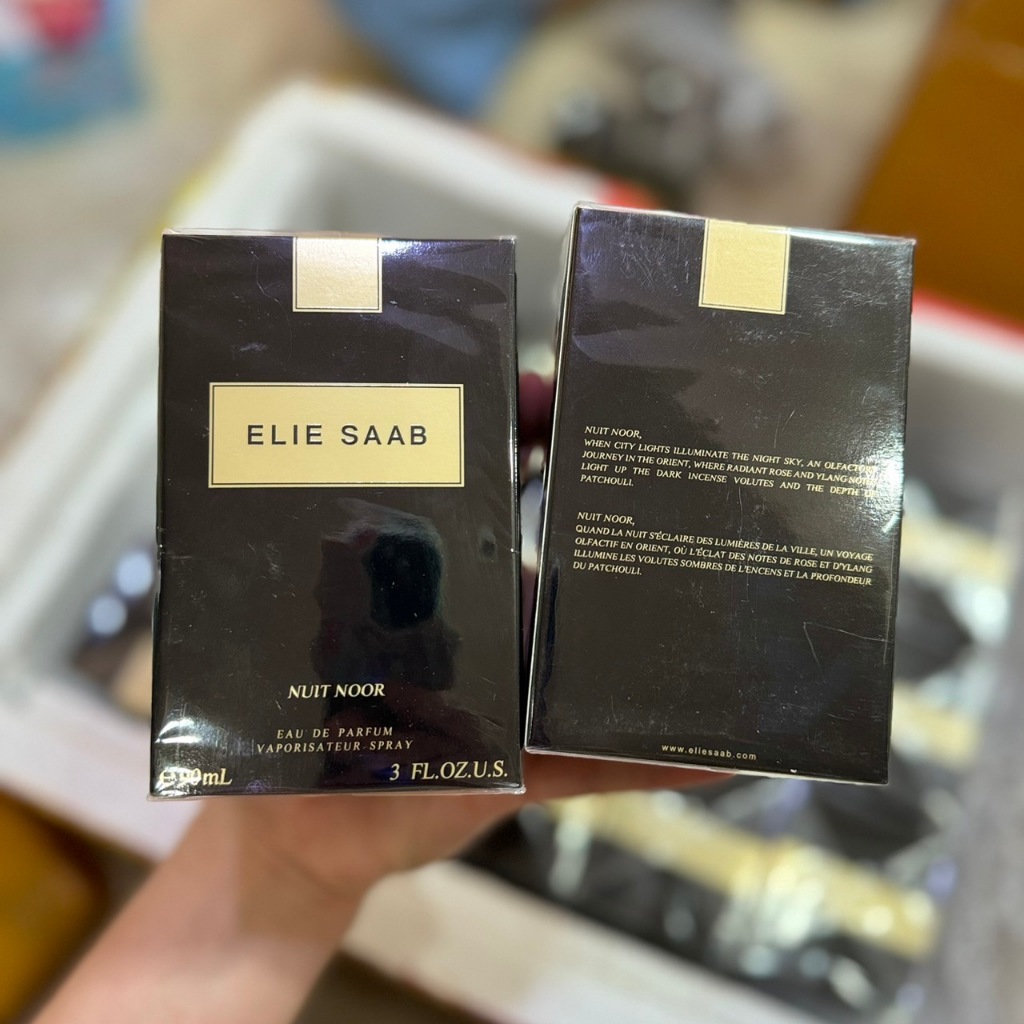 ELIE SAAB
NUIT NOOR
EAU DE PARFUM
VAPORISATEUR SPRAY
e 90mL
3 FL.OZ.U.S.
NUIT NOOR,
WHEN CITY LIGHTS ILLUMINATE THE NIGHT SKY, AN OLFACTORY
JOURNEY IN THE ORIENT, WHERE RADIANT ROSE AND YLANG NOTES
LIGHT UP THE DARK INCENSE VOLUTES AND THE DEPTH OF
PATCHOULI.
NUIT NOOR,
QUAND LA NUIT S'ÉCLAIRE DES LUMIÈRES DE LA VILLE, UN VOYAGE
OLFACTIF EN ORIENT, OÙ L'ÉCLAT DES NOTES DE ROSE ET D'YLANG
ILLUMINE LES VOLUTES SOMBRES DE L'ENCENS ET LA PROFONDEUR
DU PATCHOULI.
www.eliesaab.com